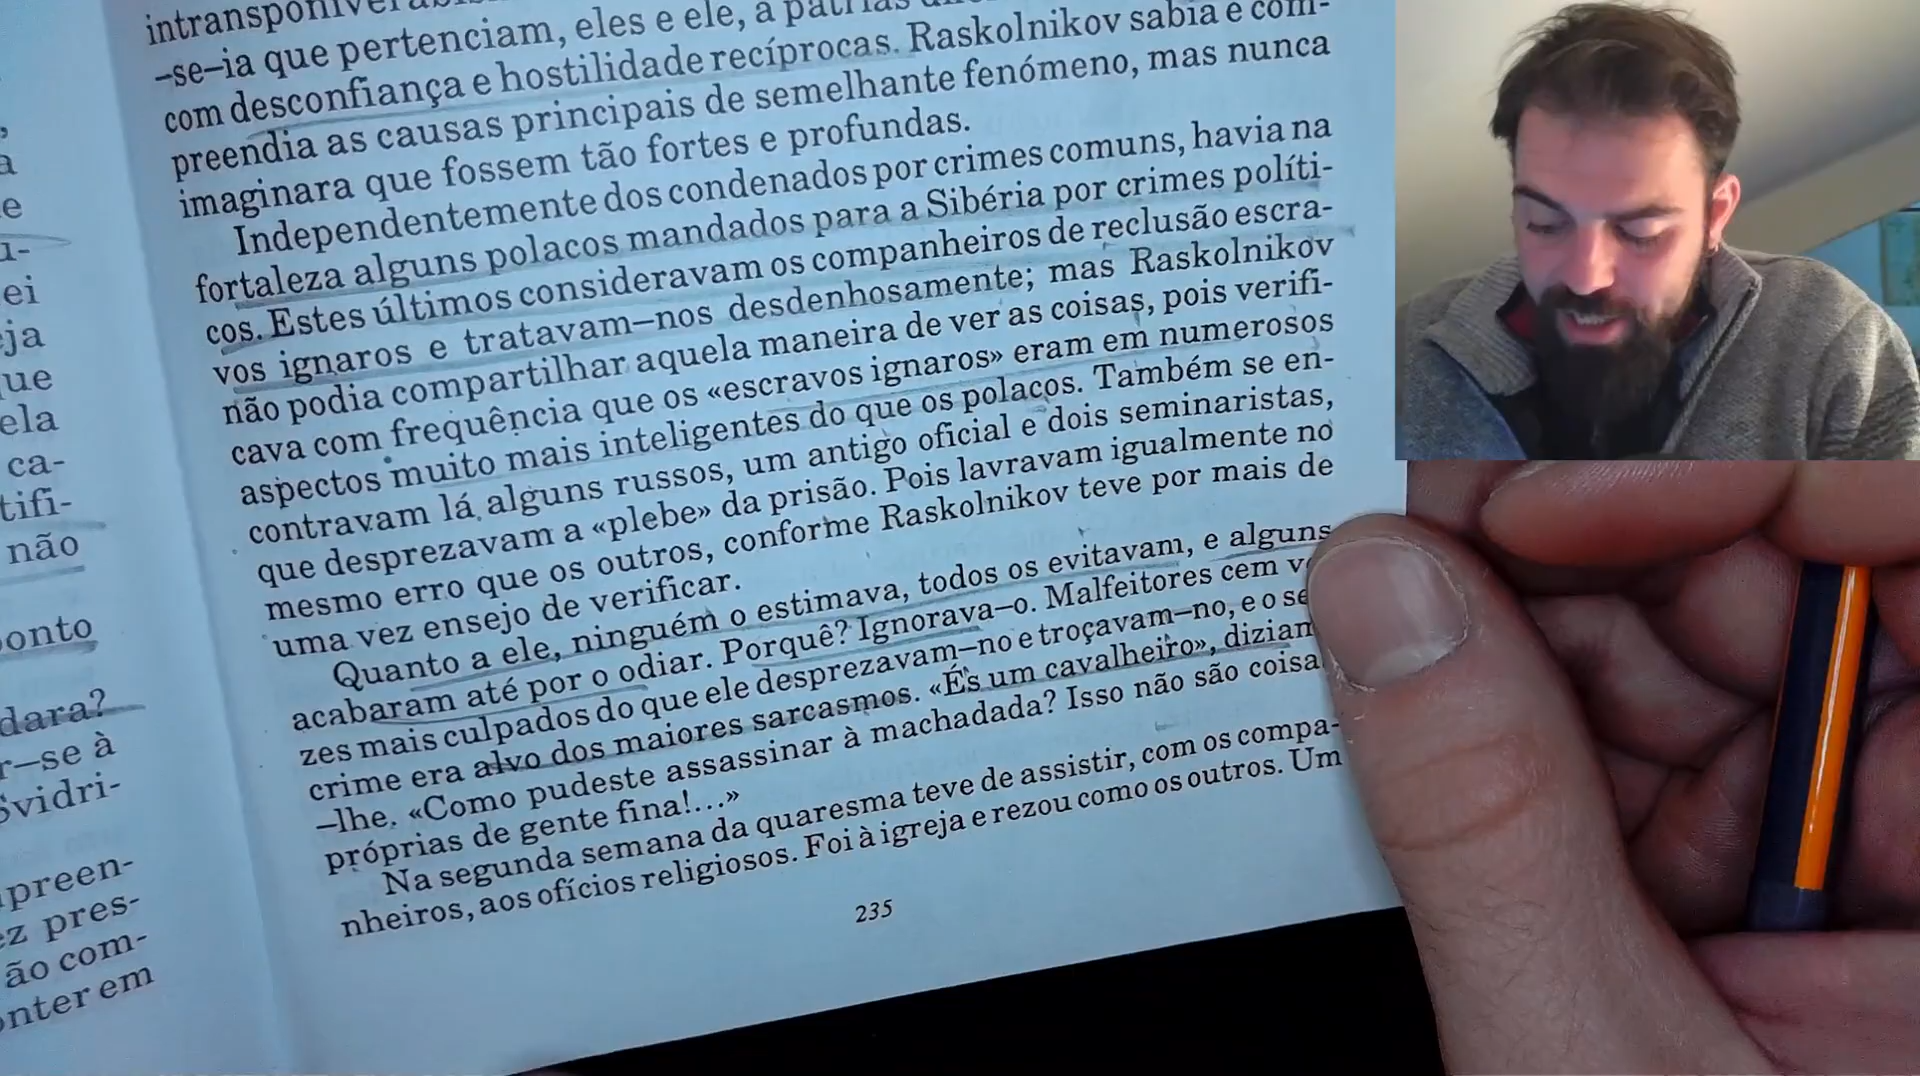 ,
a
e
u-
ei
ja
ue
ela
ca-
tifi-
não
onto
dara?
r—se à
Svidri-
preen-
ez pres-
ão com-
onter em
-se-ia que pertenciam, eles e ele, a pátrias
com desconfiança e hostilidade recíprocas. Raskolnikov sabia e com-
preendia as causas principais de semelhante fenómeno, mas nunca
imaginara que fossem tão fortes e profundas.
Independentemente dos condenados por crimes comuns, havia na
fortaleza alguns polacos mandados para a Sibéria por crimes políti-
cos. Estes últimos consideravam os companheiros de reclusão escra-
vos ignaros e tratavam—nos desdenhosamente; mas Raskolnikov
não podia compartilhar aquela maneira de ver as coisas, pois verifi-
cava com frequência que os «escravos ignaros» eram em numerosos
aspectos muito mais inteligentes do que os polacos. Também se en-
contravam lá alguns russos, um antigo oficial e dois seminaristas,
que desprezavam a «plebe» da prisão. Pois lavravam igualmente no
mesmo erro que os outros, conforme Raskolnikov teve por mais de
uma vez ensejo de verificar.
Quanto a ele, ninguém o estimava, todos os evitavam, e alguns
acabaram até por o odiar. Porquê? Ignorava—o. Malfeitores cem v
zes mais culpados do que ele desprezavam—no e troçavam—no, e o se
crime era alvo dos maiores sarcasmos. «És um cavalheiro», diziam
—lhe. «Como pudeste assassinar à machadada? Isso não são coisa
próprias de gente fina!...»
Na segunda semana da quaresma teve de assistir, com os compa-
nheiros, aos ofícios religiosos. Foi à igreja e rezou como os outros. Um
235